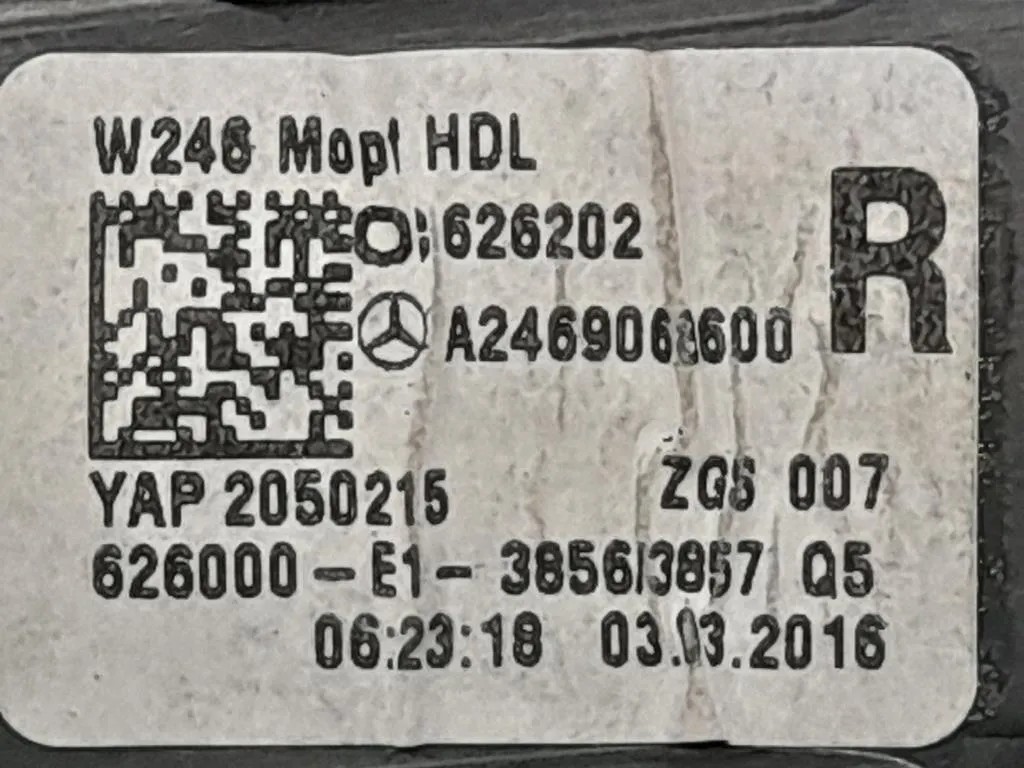 W246 Mopf HDL
: 626202
R
YAP 2050215
ZGS 007
626000 - E1 - 3856/3857 Q5
06:23:18 03.03.2016